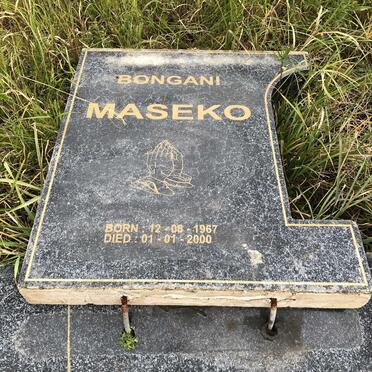 BONGANI
MASEKO
BORN : 12 - 08 - 1967
DIED : 01 - 01 - 2000